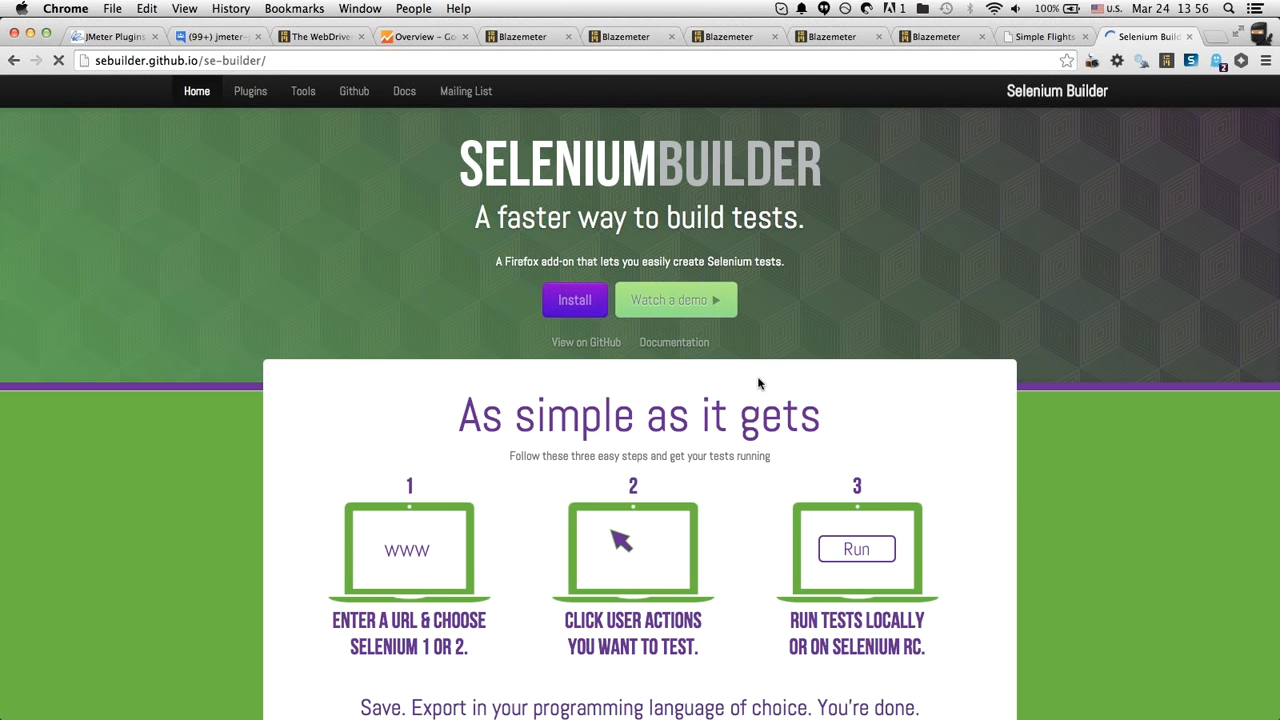 Chrome File Edit View History Bookmarks Window People Help 1 100% U.S. Mar 24 13 56
JMeter Plugins (99+) jmeter- The WebDrive Overview – Go Blazemeter Blazemeter Blazemeter Blazemeter Blazemeter Simple Flights Selenium Build
sebuilder.github.io/se-builder/
Home Plugins Tools Github Docs Mailing List Selenium Builder
SELENIUMBUILDER
A faster way to build tests.
A Firefox add-on that lets you easily create Selenium tests.
Install Watch a demo
View on GitHub Documentation
As simple as it gets
Follow these three easy steps and get your tests running
1 2 3
www Run
ENTER A URL & CHOOSE CLICK USER ACTIONS RUN TESTS LOCALLY
SELENIUM 1 OR 2. YOU WANT TO TEST. OR ON SELENIUM RC.
Save. Export in your programming language of choice. You're done.